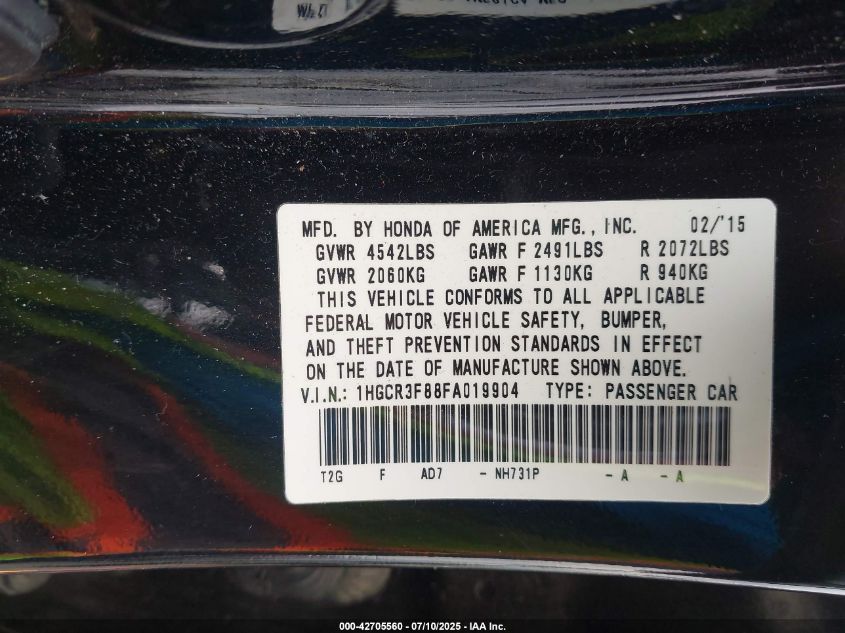 MFD. BY HONDA OF AMERICA MFG., INC. 02/'15
GVWR 4542LBS GAWR F 2491LBS R 2072LBS
GVWR 2060KG GAWR F 1130KG R 940KG
THIS VEHICLE CONFORMS TO ALL APPLICABLE
FEDERAL MOTOR VEHICLE SAFETY, BUMPER,
AND THEFT PREVENTION STANDARDS IN EFFECT
ON THE DATE OF MANUFACTURE SHOWN ABOVE.
V.I.N.: 1HGCR3F88FA019904 TYPE: PASSENGER CAR
T2G F AD7 - NH731P - A - A
000-42705560 - 07/10/2025 - IAA Inc.